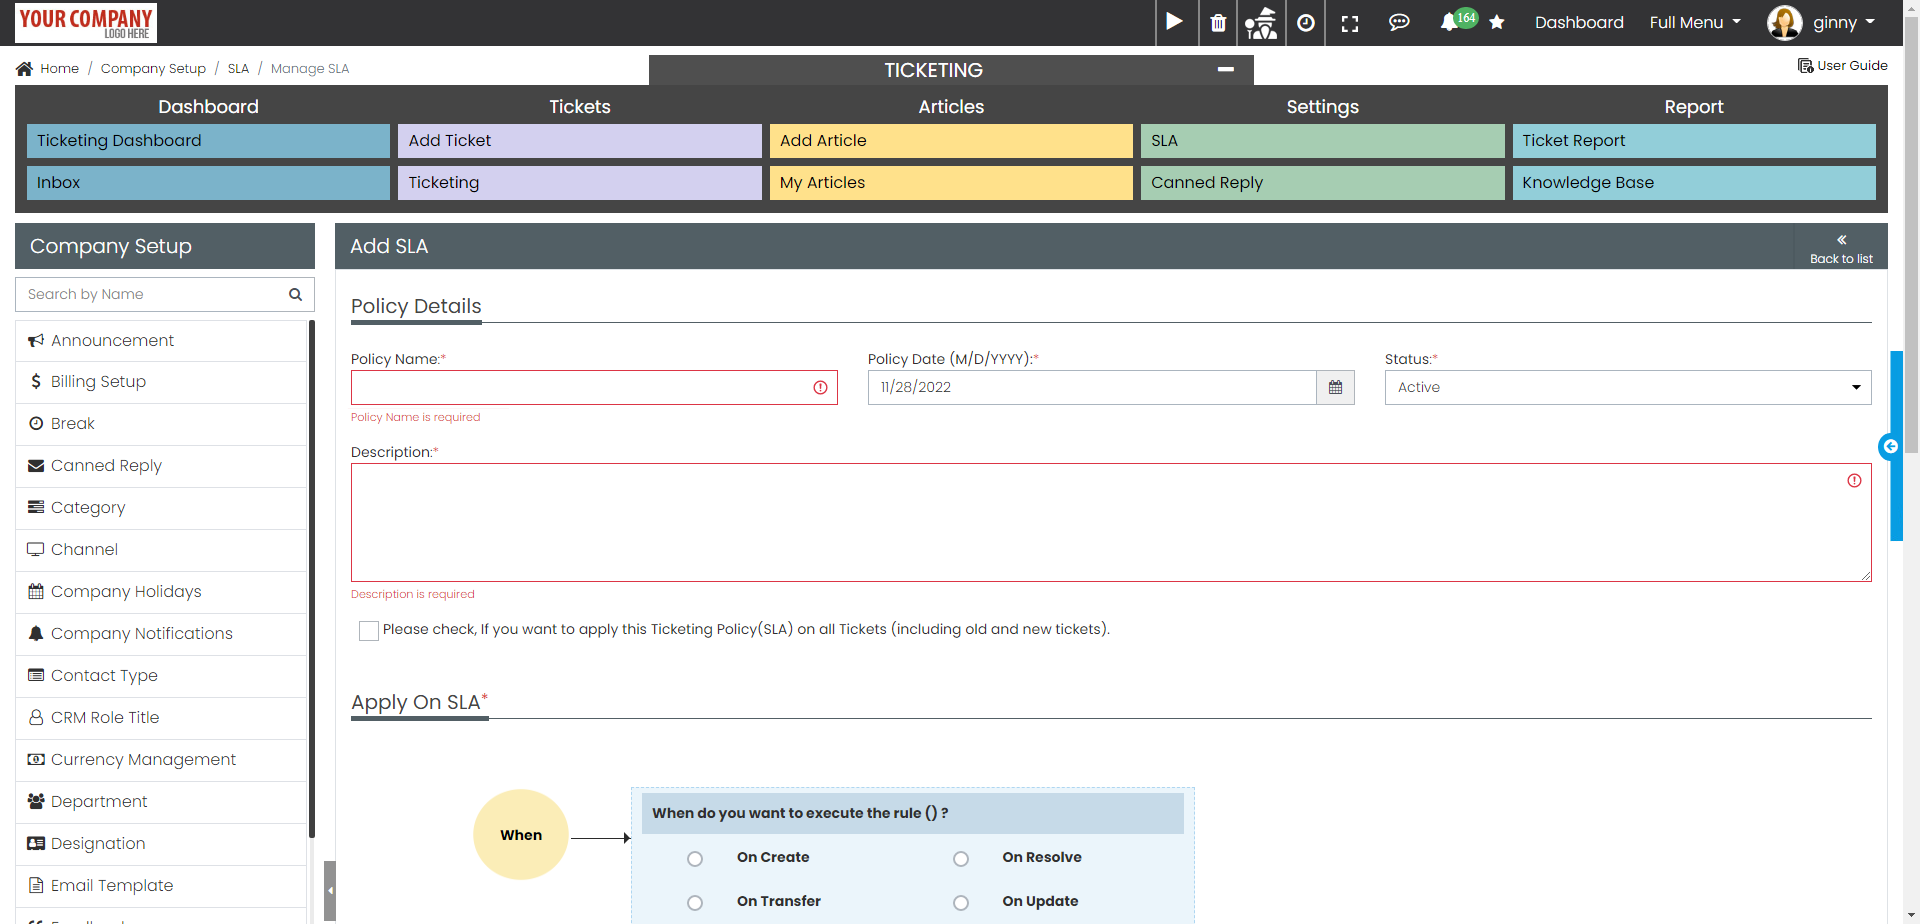 YOUR COMPANY
LOGO HERE
164
Dashboard
Full Menu
ginny
Home / Company Setup / SLA / Manage SLA
TICKETING
User Guide
Dashboard
Tickets
Articles
Settings
Report
Ticketing Dashboard
Add Ticket
Add Article
SLA
Ticket Report
Inbox
Ticketing
My Articles
Canned Reply
Knowledge Base
Company Setup
Search by Name
Announcement
Billing Setup
Break
Canned Reply
Category
Channel
Company Holidays
Company Notifications
Contact Type
CRM Role Title
Currency Management
Department
Designation
Email Template
Add SLA
Back to list
Policy Details
Policy Name:*
Policy Date (M/D/YYYY):*
Status:*
11/28/2022
Active
Policy Name is required
Description:*
Description is required
Please check, If you want to apply this Ticketing Policy(SLA) on all Tickets (including old and new tickets).
Apply On SLA*
When
When do you want to execute the rule () ?
On Create
On Resolve
On Transfer
On Update